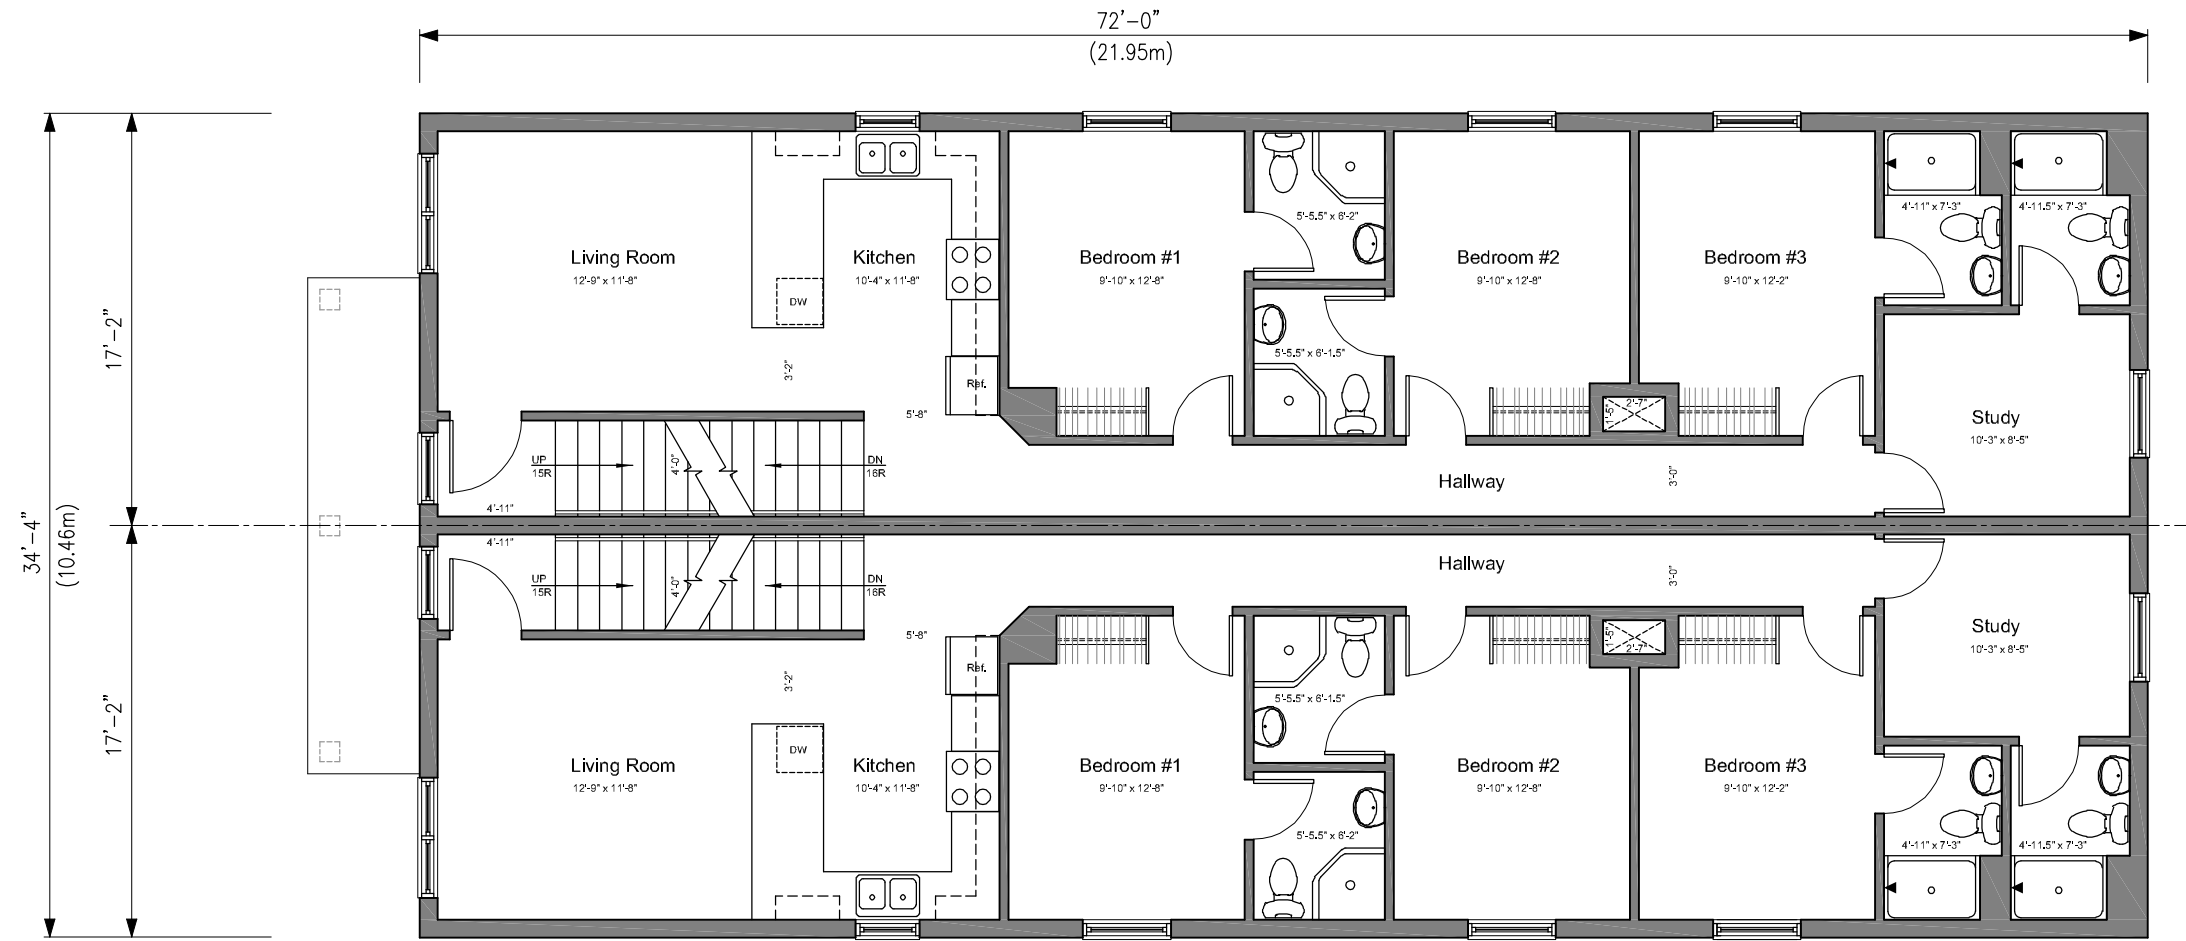 72'-0"
(21.95m)
17'-2"
34'-4"
(10.46m)
17'-2"
Living Room
12'-9" x 11'-8"
Kitchen
10'-4" x 11'-8"
DW
3'-2"
Ref.
5'-8"
Bedroom #1
9'-10" x 12'-8"
5'-5.5" x 6'-2"
5'-5.5" x 6'-1.5"
Bedroom #2
9'-10" x 12'-8"
1'-5"
2'-7"
Bedroom #3
9'-10" x 12'-2"
4'-11" x 7'-3"
4'-11.5" x 7'-3"
Study
10'-3" x 8'-5"
UP
15R
4'-0"
DN
16R
4'-11"
Hallway
3'-0"
4'-11"
UP
15R
4'-0"
DN
16R
Hallway
3'-0"
5'-8"
Ref.
3'-2"
DW
Living Room
12'-9" x 11'-8"
Kitchen
10'-4" x 11'-8"
Bedroom #1
9'-10" x 12'-8"
5'-5.5" x 6'-1.5"
5'-5.5" x 6'-2"
Bedroom #2
9'-10" x 12'-8"
1'-5"
2'-7"
Bedroom #3
9'-10" x 12'-2"
Study
10'-3" x 8'-5"
4'-11" x 7'-3"
4'-11.5" x 7'-3"